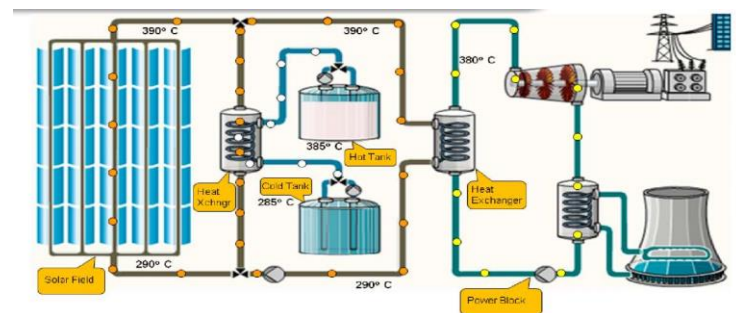 390º C
390º C
380º C
385º C
Hot Tank
Heat
Xchngr
Cold Tank
285º C
Heat
Exchanger
290º C
Solar Field
290º C
Power Block